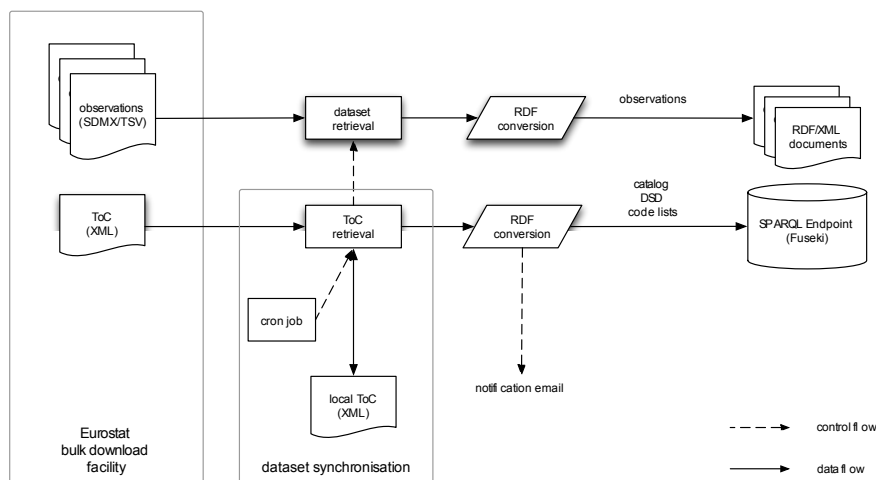 observations
(SDMX/TSV)
dataset
retrieval
RDF
conversion
observations
RDF/XML
documents
ToC
(XML)
ToC
retrieval
RDF
conversion
catalog
DSD
code lists
SPARQL Endpoint
(Fuseki)
cron job
local ToC
(XML)
notification email
Eurostat
bulk download
facility
dataset synchronisation
control flow
data flow